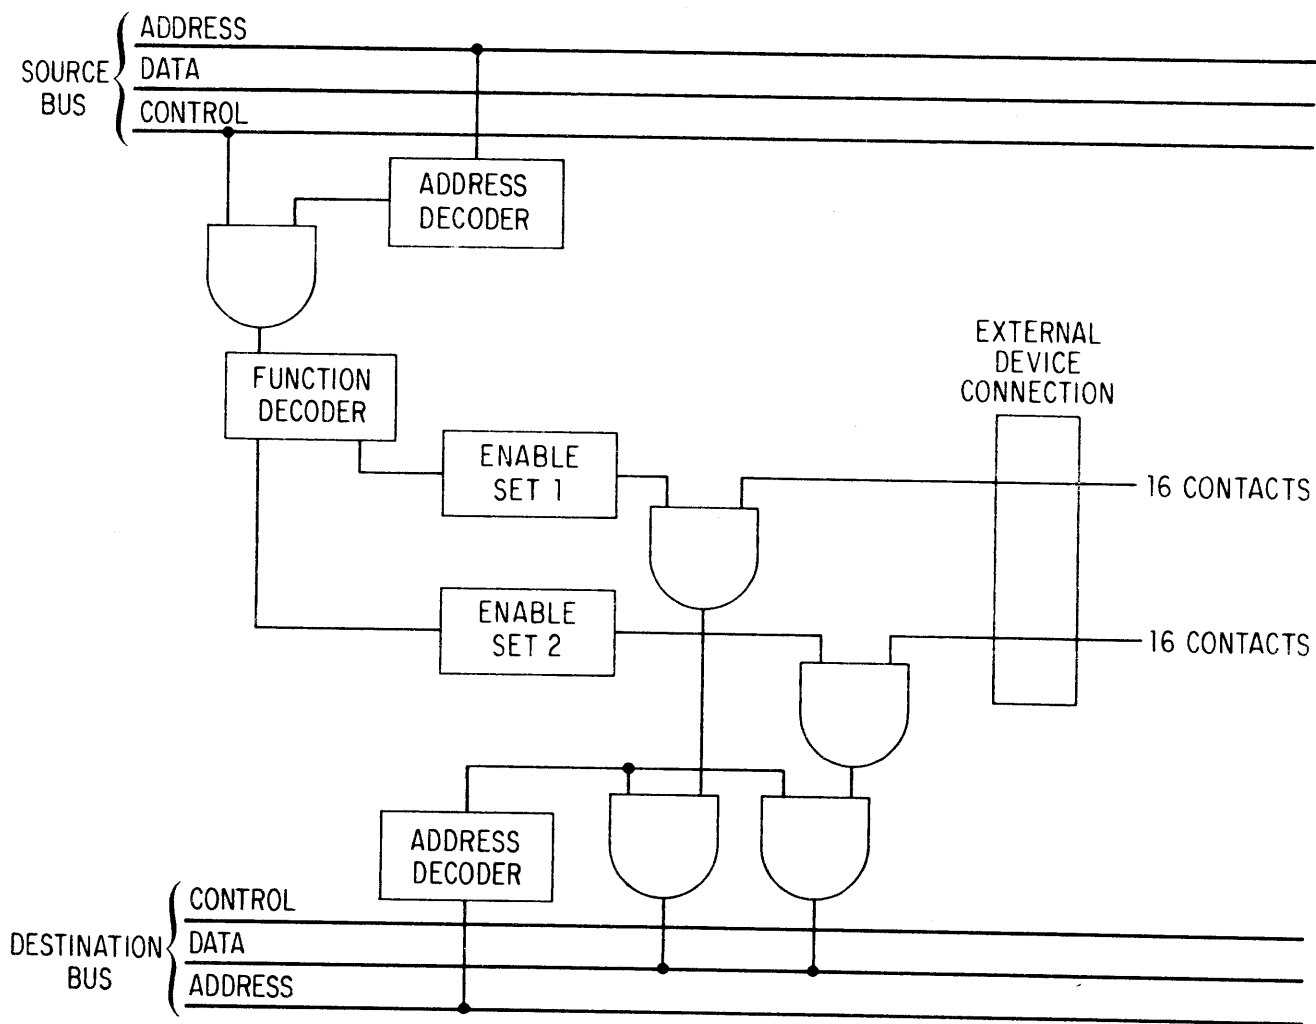 SOURCE
BUS
ADDRESS
DATA
CONTROL
ADDRESS
DECODER
FUNCTION
DECODER
EXTERNAL
DEVICE
CONNECTION
ENABLE
SET 1
16 CONTACTS
ENABLE
SET 2
16 CONTACTS
ADDRESS
DECODER
DESTINATION
BUS
CONTROL
DATA
ADDRESS